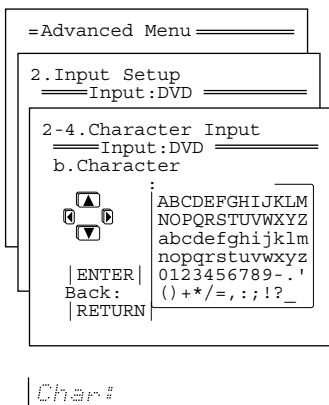 Advanced Menu
2.Input Setup
Input:DVD
2-4.Character Input
Input:DVD
b.Character
:
ABCDEFGHIJKLM
NOPQRSTUVWXYZ
abcdefghijklm
nopqrstuvwxyz
0123456789-.'
()+*/=,:;!?_
|ENTER|
Back:
|RETURN|
Char: